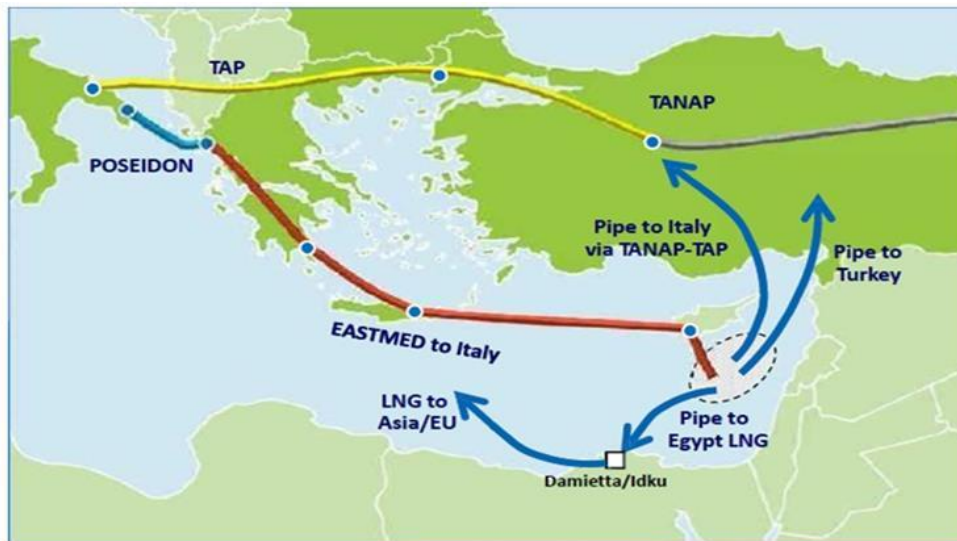 TAP
TANAP
POSEIDON
Pipe to Italy
via TANAP-TAP
Pipe to
Turkey
EASTMED to Italy
LNG to
Asia/EU
Pipe to
Egypt LNG
Damietta/Idku